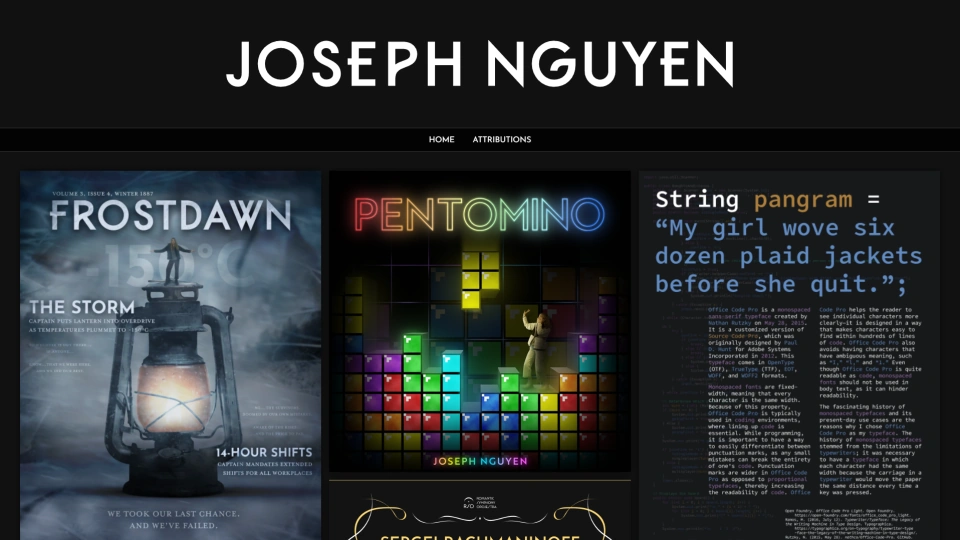 JOSEPH NGUYEN
HOME
ATTRIBUTIONS
VOLUME 2, ISSUE 4, WINTER 1887
FROSTDAWN
-150°C
THE STORM
CAPTAIN PUTS LANTERN INTO OVERDRIVE
AS TEMPERATURES PLUMMET TO -150°C
14-HOUR SHIFTS
CAPTAIN MANDATES EXTENDED
SHIFTS FOR ALL WORKPLACES
WE TOOK OUR LAST CHANCE,
AND WE'VE FAILED.
PENTOMINO
JOSEPH NGUYEN
R/O
ROMANTIC
SYMPHONY
ORCHESTRA
SERGEI RACHMANINOFF
String pangram =
“My girl wove six
dozen plaid jackets
before she quit.”;
Office Code Pro is a monospaced
sans-serif typeface created by
Nathan Rutzky on May 28, 2015.
It is a customized version of
Source Code Pro, which was
originally designed by Paul
D. Hunt for Adobe Systems
Incorporated in 2012. This
typeface comes in OpenType
(OTF), TrueType (TTF), EOT,
WOFF, and WOFF2 formats.
Monospaced fonts are fixed-
width, meaning that every
character is the same width.
Because of this property,
Office Code Pro is typically
used in coding environments,
where lining up code is
essential. While programming,
it is important to have a way
to easily differentiate between
punctuation marks, as any small
mistakes can break the entirety
of one's code. Punctuation
marks are wider in Office Code
Pro as opposed to proportional
typefaces, thereby increasing
the readability of code. Office
Code Pro helps the reader to
see individual characters more
clearly—it is designed in a way
that makes characters easy to
find within hundreds of lines
of code. Office Code Pro also
avoids having characters that
have ambiguous meaning, such
as
and
Even
though Office Code Pro is quite
readable as code, monospaced
fonts should not be used in
body text, as it can hinder
readability.
The fascinating history of
monospaced typefaces and its
present-day use cases are the
reasons why I chose Office
Code Pro as my typeface. The
history of monospaced typefaces
stemmed from the limitations of
typewriters; it was necessary
to have a typeface in which
each character had the same
width because the carriage in a
typewriter would move the paper
the same distance every time a
key was pressed.
Open Foundry. Office Code Pro Light. Open Foundry.